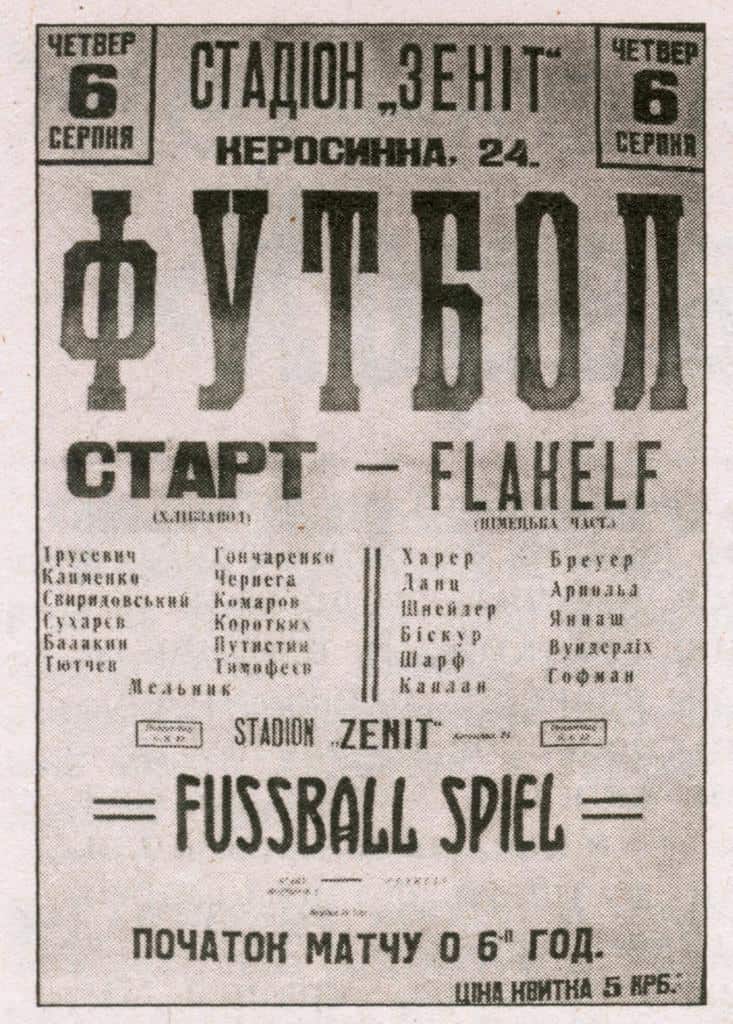 ЧЕТВЕР
6
СЕРПНЯ
СТАДІОН „ЗЕНІТ“
КЕРОСИННА, 24.
ЧЕТВЕР
6
СЕРПНЯ
ФУТБОЛ
СТАРТ — FLAKELF
(ХЛІБЗАВОД) (НІМЕЦЬКА ЧАСТ.)
Трусевич
Клименко
Свиридовський
Сухарєв
Балакин
Тютчев
Гончаренко
Чернега
Комаров
Коротких
Путистин
Тимофеєв
Мельник
Харер
Данц
Шнейдер
Біскур
Шарф
Каплан
Бреуер
Арнольд
Яннаш
Вундерліх
Гофман
STADION „ZENIT“
FUSSBALL SPIEL
ПОЧАТОК МАТЧУ О 6-й ГОД.
ЦІНА КВИТКА 5 КРБ.